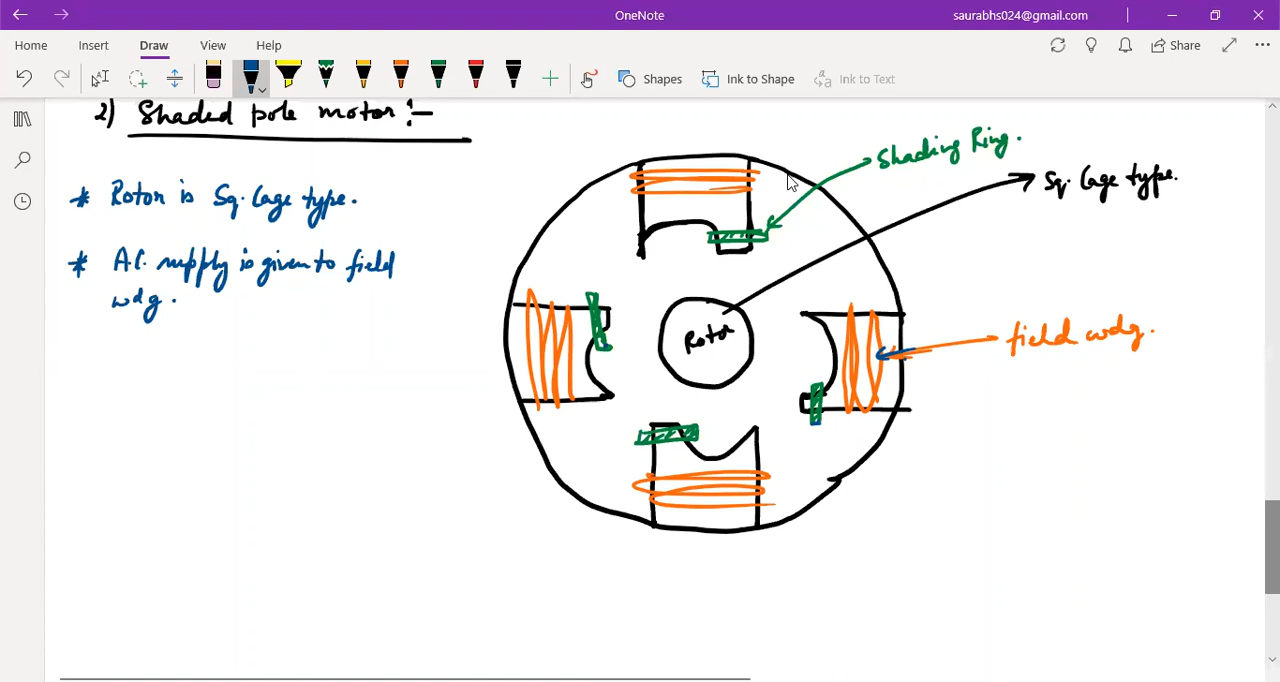 OneNote
saurabhs024@gmail.com
Home Insert Draw View Help
Share
Shapes
Ink to Shape
Ink to Text
2) Shaded pole motor :-
* Rotor is Sq. Cage type.
* A.C. supply is given to field
wdg.
Shading Ring.
Sq. Cage type.
Rotor
field wdg.